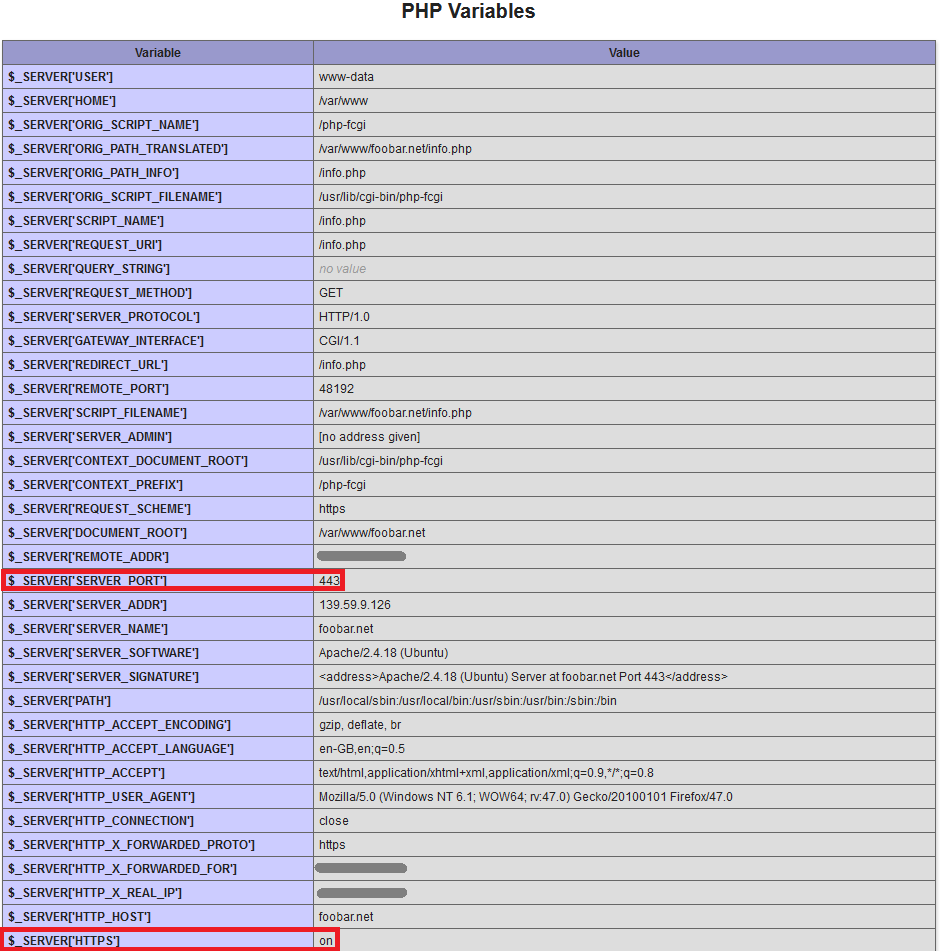 PHP Variables
Variable Value
$_SERVER['USER'] www-data
$_SERVER['HOME'] /var/www
$_SERVER['ORIG_SCRIPT_NAME'] /php-fcgi
$_SERVER['ORIG_PATH_TRANSLATED'] /var/www/foobar.net/info.php
$_SERVER['ORIG_PATH_INFO'] /info.php
$_SERVER['ORIG_SCRIPT_FILENAME'] /usr/lib/cgi-bin/php-fcgi
$_SERVER['SCRIPT_NAME'] /info.php
$_SERVER['REQUEST_URI'] /info.php
$_SERVER['QUERY_STRING'] no value
$_SERVER['REQUEST_METHOD'] GET
$_SERVER['SERVER_PROTOCOL'] HTTP/1.0
$_SERVER['GATEWAY_INTERFACE'] CGI/1.1
$_SERVER['REDIRECT_URL'] /info.php
$_SERVER['REMOTE_PORT'] 48192
$_SERVER['SCRIPT_FILENAME'] /var/www/foobar.net/info.php
$_SERVER['SERVER_ADMIN'] [no address given]
$_SERVER['CONTEXT_DOCUMENT_ROOT'] /usr/lib/cgi-bin/php-fcgi
$_SERVER['CONTEXT_PREFIX'] /php-fcgi
$_SERVER['REQUEST_SCHEME'] https
$_SERVER['DOCUMENT_ROOT'] /var/www/foobar.net
$_SERVER['REMOTE_ADDR']
$_SERVER['SERVER_PORT'] 443
$_SERVER['SERVER_ADDR'] 139.59.9.126
$_SERVER['SERVER_NAME'] foobar.net
$_SERVER['SERVER_SOFTWARE'] Apache/2.4.18 (Ubuntu)
$_SERVER['SERVER_SIGNATURE'] <address>Apache/2.4.18 (Ubuntu) Server at foobar.net Port 443</address>
$_SERVER['PATH'] /usr/local/sbin:/usr/local/bin:/usr/sbin:/usr/bin:/sbin:/bin
$_SERVER['HTTP_ACCEPT_ENCODING'] gzip, deflate, br
$_SERVER['HTTP_ACCEPT_LANGUAGE'] en-GB,en;q=0.5
$_SERVER['HTTP_ACCEPT'] text/html,application/xhtml+xml,application/xml;q=0.9,*/*;q=0.8
$_SERVER['HTTP_USER_AGENT'] Mozilla/5.0 (Windows NT 6.1; WOW64; rv:47.0) Gecko/20100101 Firefox/47.0
$_SERVER['HTTP_CONNECTION'] close
$_SERVER['HTTP_X_FORWARDED_PROTO'] https
$_SERVER['HTTP_X_FORWARDED_FOR']
$_SERVER['HTTP_X_REAL_IP']
$_SERVER['HTTP_HOST'] foobar.net
$_SERVER['HTTPS'] on